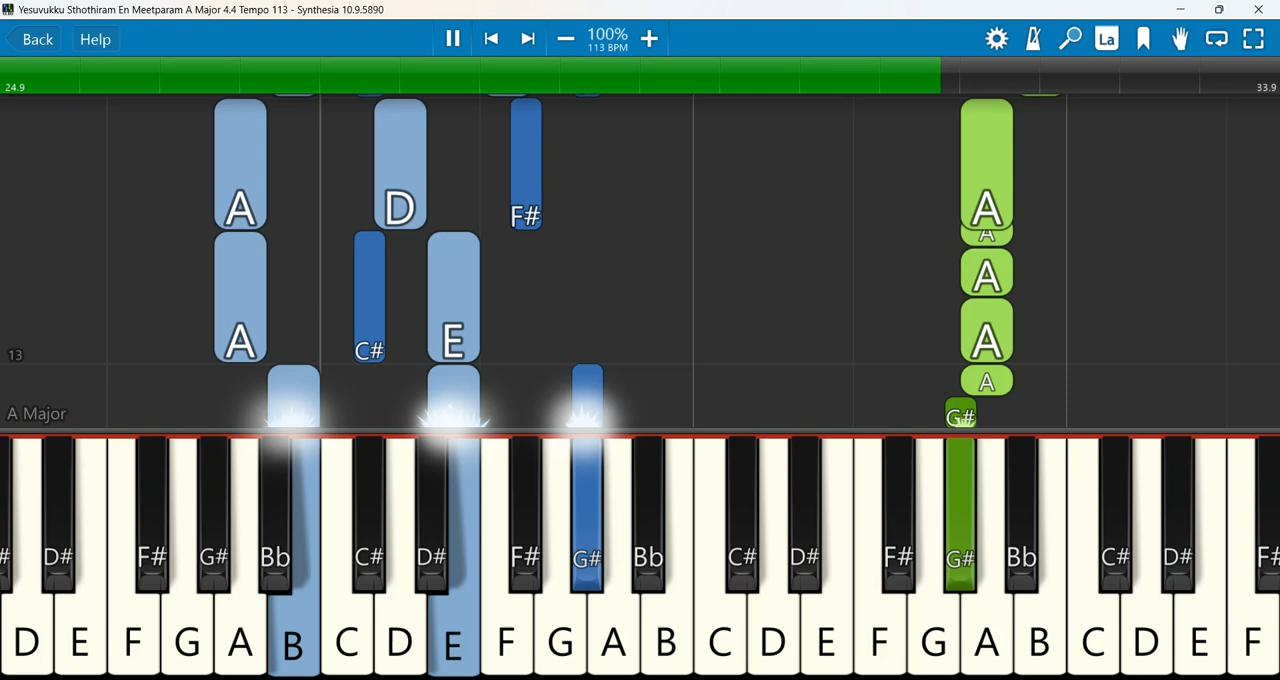 Yesuvukku Sthothiram En Meetparam A Major 4.4 Tempo 113 - Synthesia 10.9.5890
Back Help 100% La
113 BPM
24.9 33.9
A D F# A
A
A
A C# E A
13
A
A Major G#
# D# F# G# Bb C# D# F# G# Bb C# D# F# G# Bb C# D# F#
D E F G A B C D E F G A B C D E F G A B C D E F